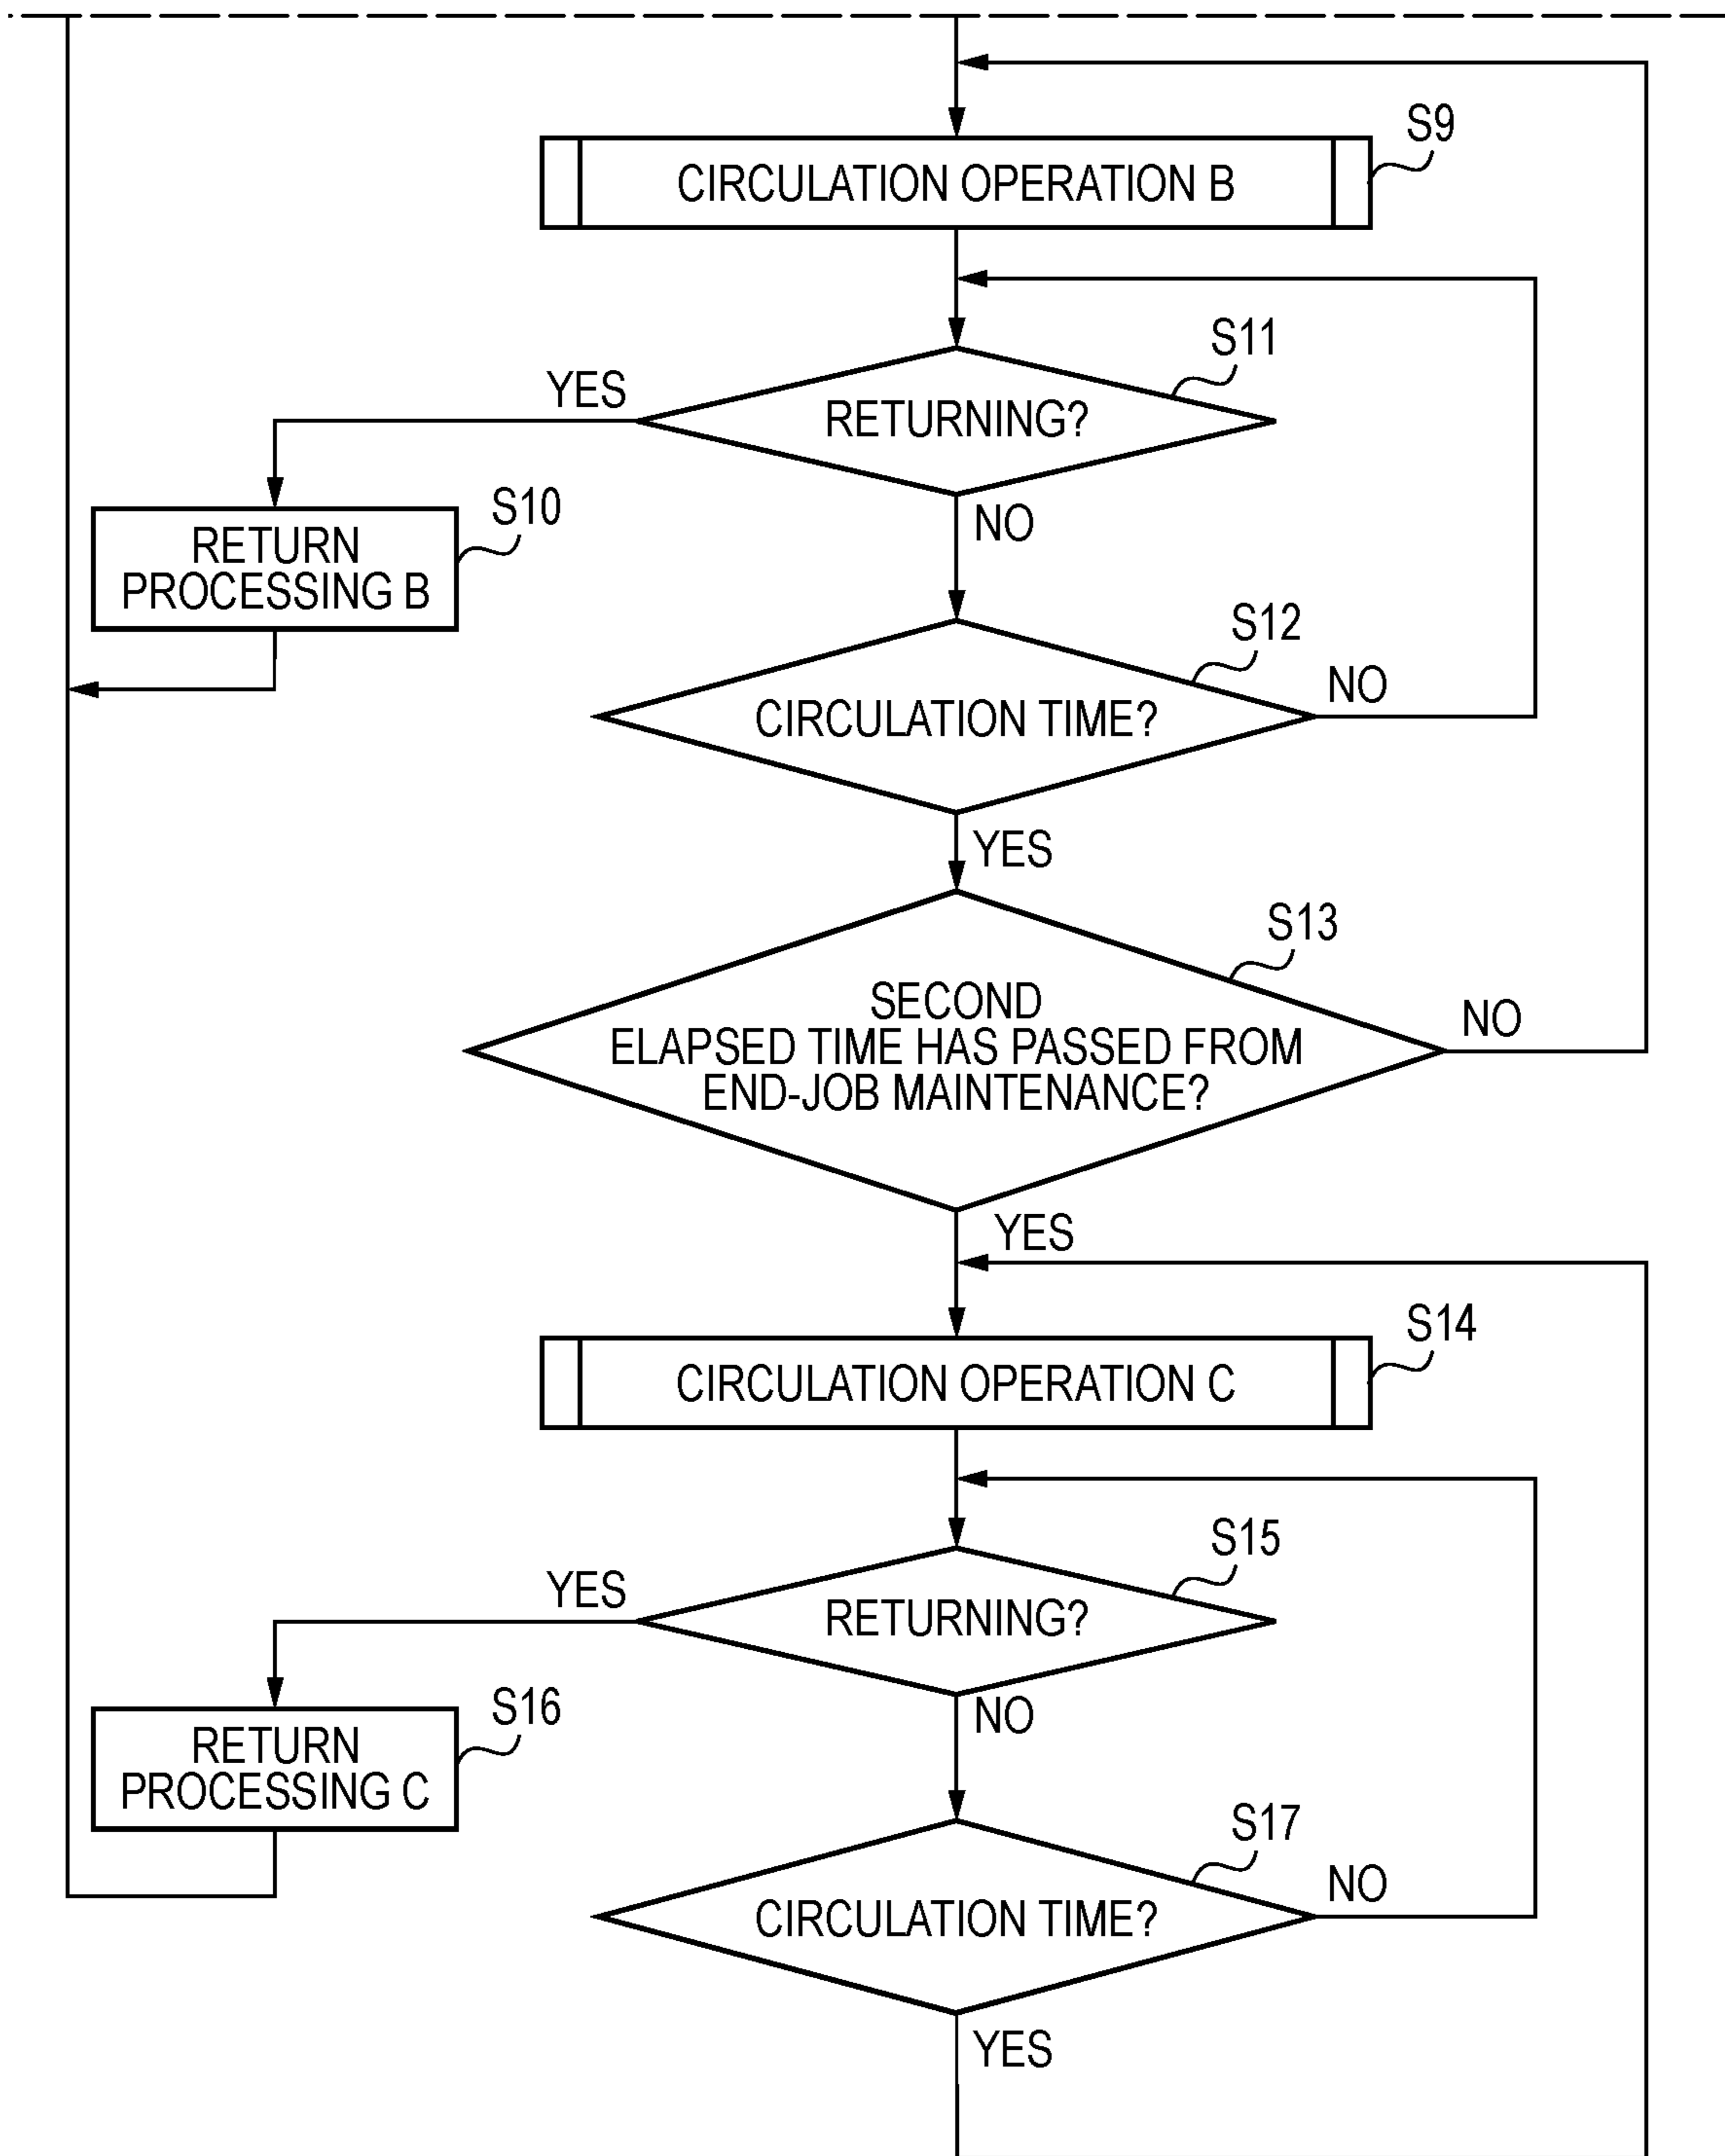 S9
CIRCULATION OPERATION B
S11
YES
RETURNING?
S10
NO
RETURN
PROCESSING B
S12
NO
CIRCULATION TIME?
YES
S13
SECOND
NO
ELAPSED TIME HAS PASSED FROM
END-JOB MAINTENANCE?
YES
S14
CIRCULATION OPERATION C
S15
YES
RETURNING?
S16
NO
RETURN
PROCESSING C
S17
NO
CIRCULATION TIME?
YES